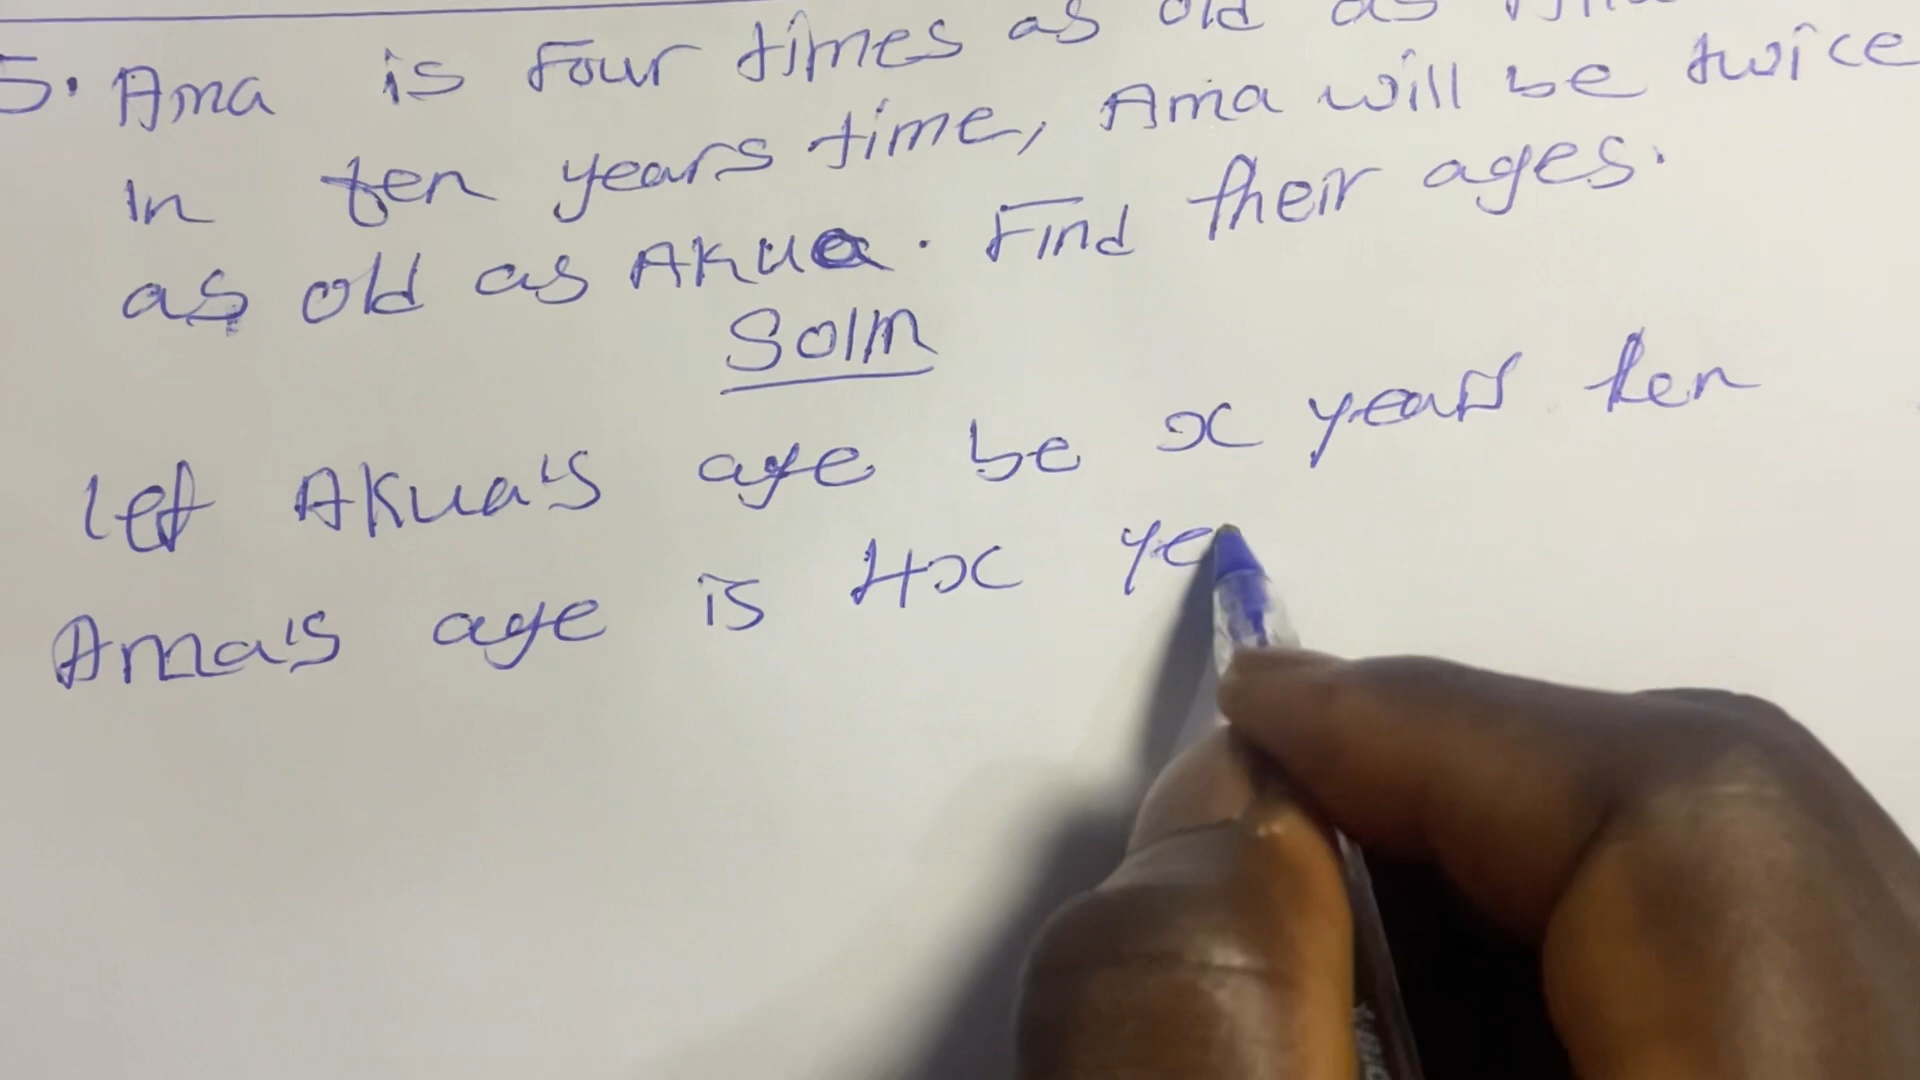 5. Ama is four times as old as
In ten years time, Ama will be twice
as old as Akua. Find their ages.
Soln
Let Akua's age be x years ten
Ama's age is 4x ye